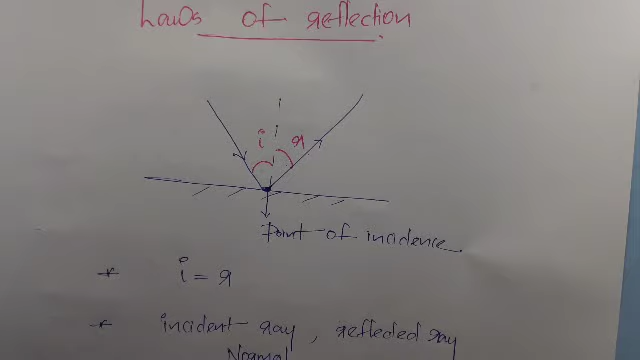 Laws of reflection
i r
Point of incidence
* i = r
* incident ray, reflected ray
Normal